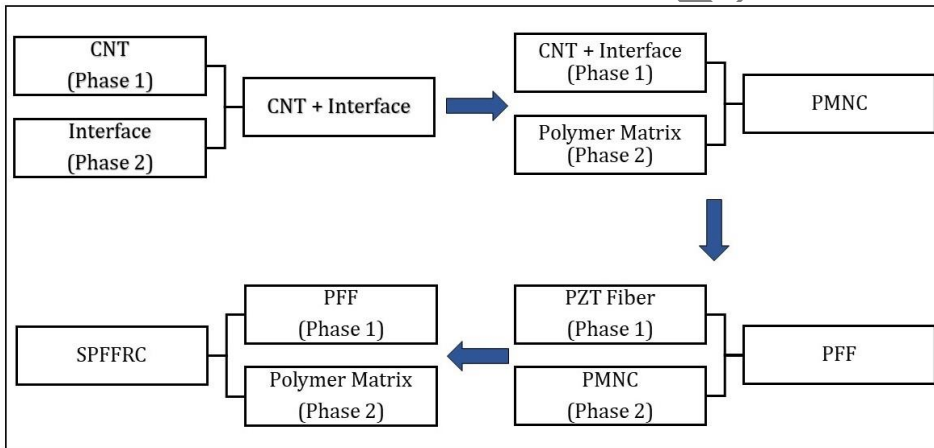 CNT
(Phase 1)
Interface
(Phase 2)
CNT + Interface
CNT + Interface
(Phase 1)
Polymer Matrix
(Phase 2)
PMNC
PZT Fiber
(Phase 1)
PMNC
(Phase 2)
PFF
PFF
(Phase 1)
Polymer Matrix
(Phase 2)
SPFFRC